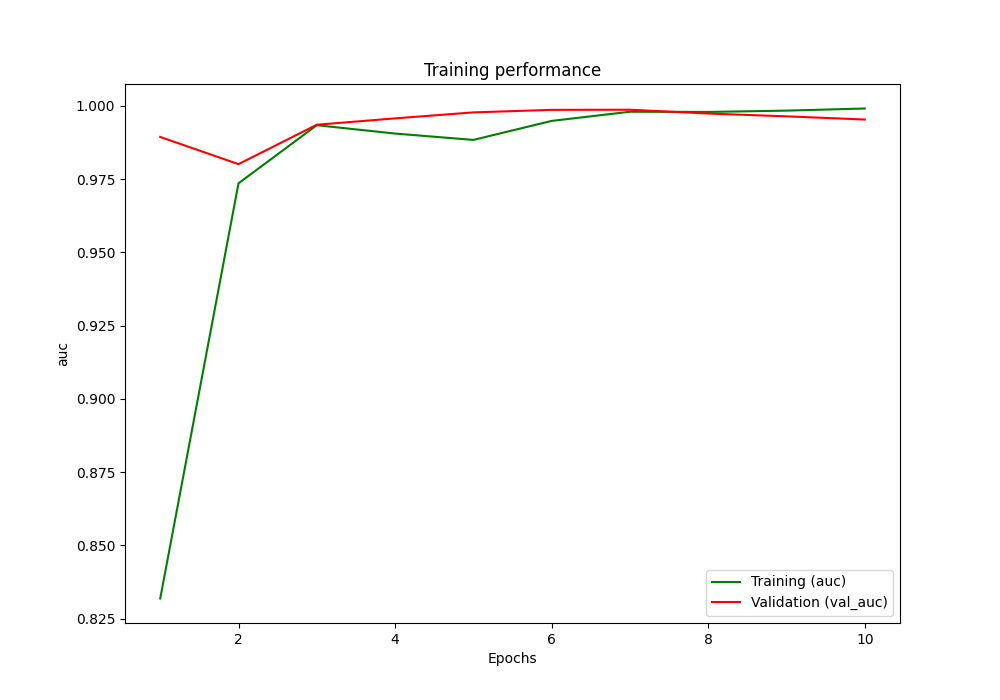 Training performance
1.000
0.975
0.950
0.925
0.900
0.875
0.850
0.825
auc
2 4 6 8 10
Epochs
Training (auc)
Validation (val_auc)